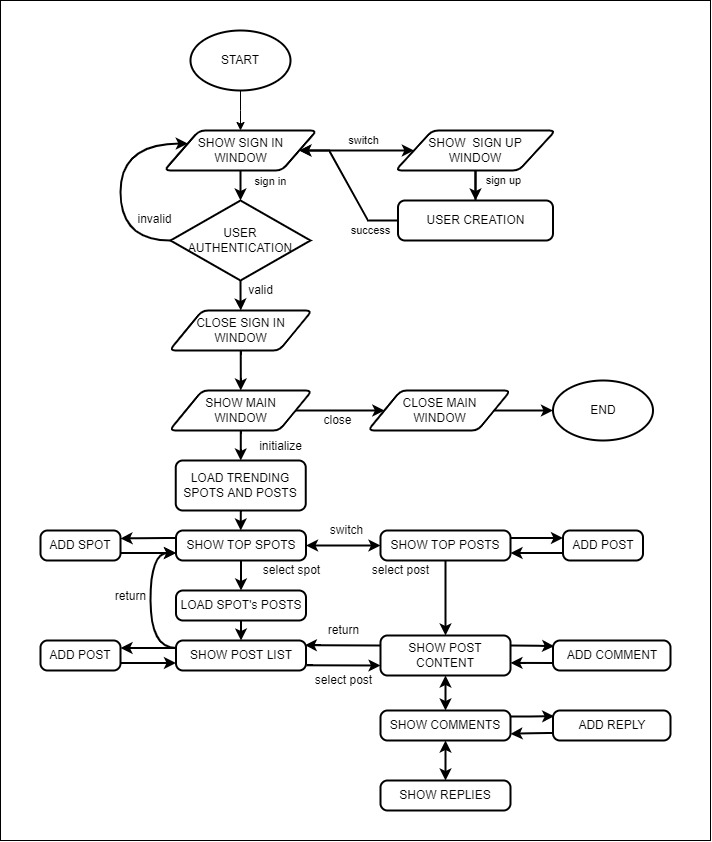 START
SHOW SIGN IN
WINDOW
switch
SHOW SIGN UP
WINDOW
sign in
sign up
USER CREATION
success
invalid
USER
AUTHENTICATION
valid
CLOSE SIGN IN
WINDOW
SHOW MAIN
WINDOW
close
CLOSE MAIN
WINDOW
END
initialize
LOAD TRENDING
SPOTS AND POSTS
ADD SPOT
SHOW TOP SPOTS
switch
SHOW TOP POSTS
ADD POST
select spot
select post
return
LOAD SPOT's POSTS
ADD POST
SHOW POST LIST
return
select post
SHOW POST
CONTENT
ADD COMMENT
SHOW COMMENTS
ADD REPLY
SHOW REPLIES